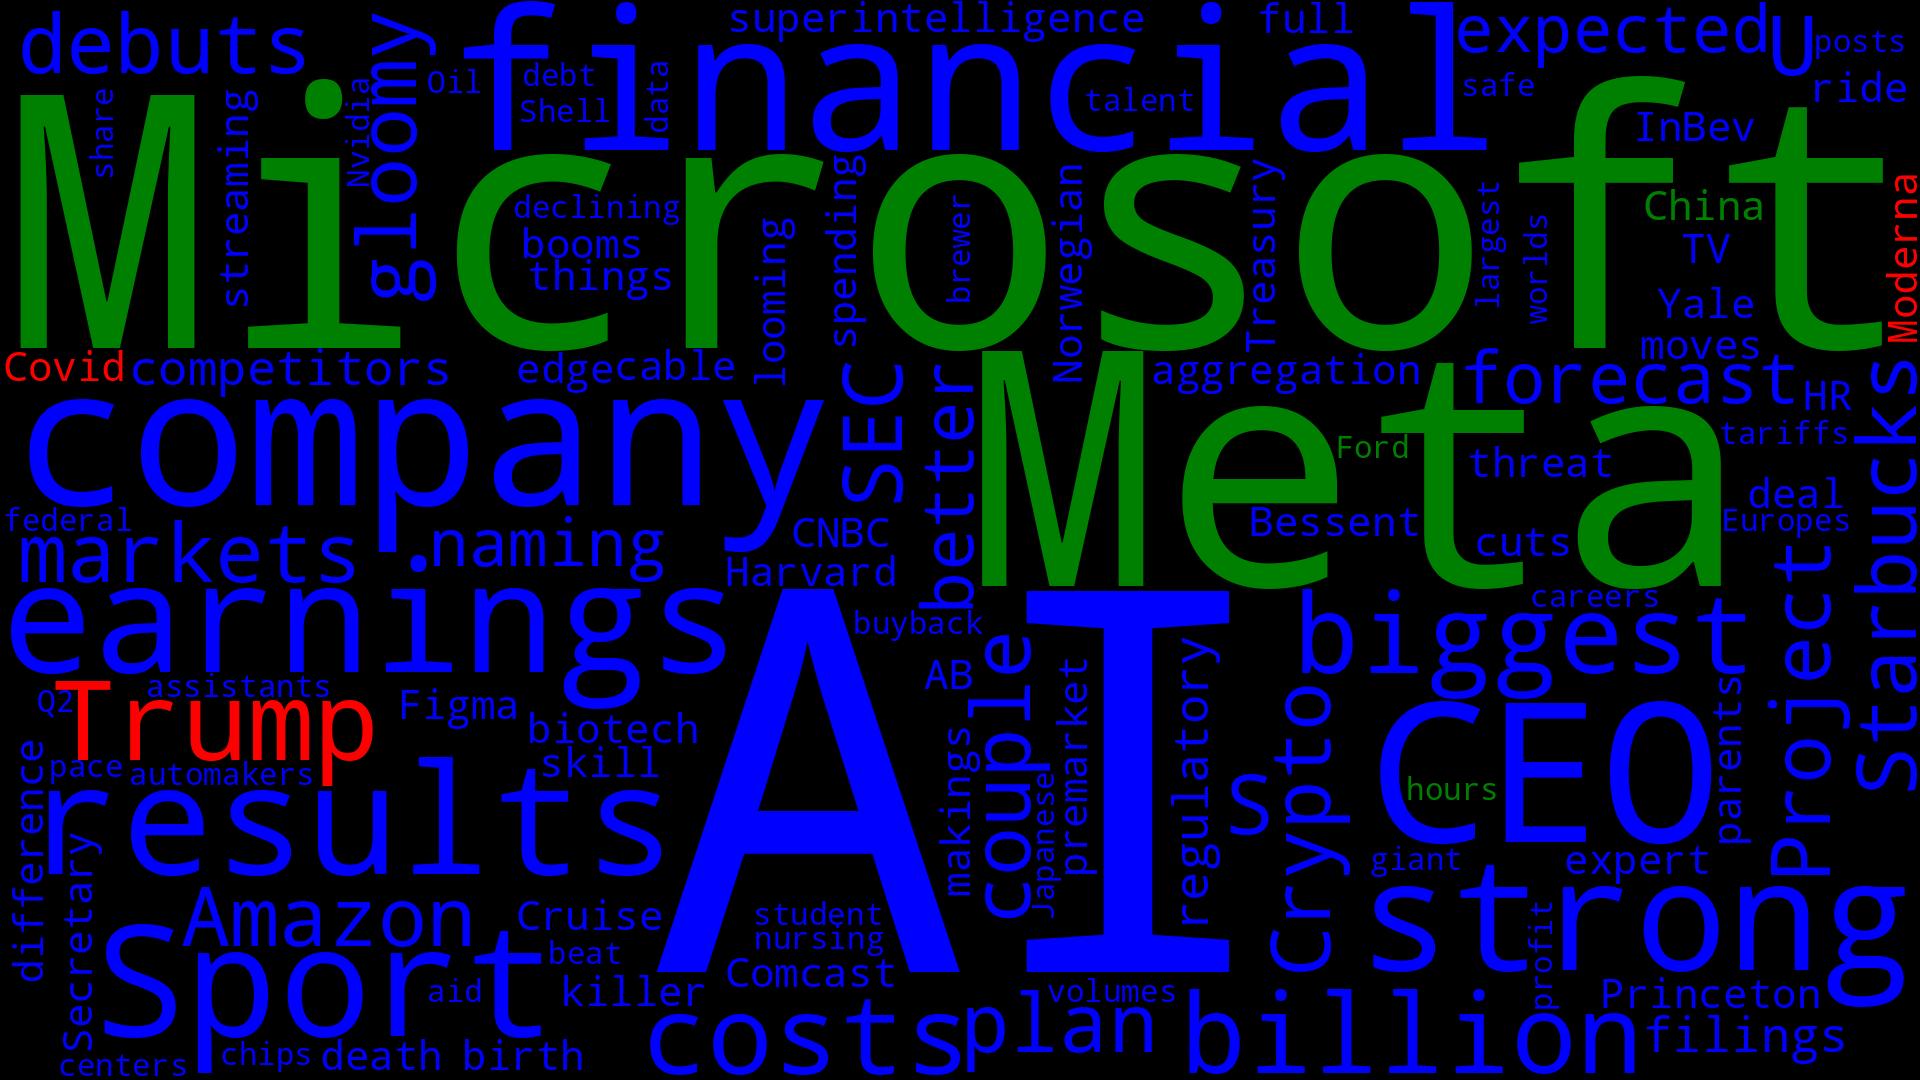 debuts
gloomy
Oil
financial
superintelligence
full
expected
U
posts
ride
debt
Shell
data
talent
safe
InBev
Microsoft
share
streaming
Nvidia
declining
booms
things
looming
spending
brewer
Norwegian
Treasury
largest
worlds
China
TV
Yale
moves
Moderna
Covid
competitors
edge
cable
company
SEC
better
Meta
aggregation
forecast
HR
tariffs
Ford
threat
Starbucks
deal
Europes
Bessent
cuts
federal
markets
naming
CNBC
Harvard
earnings
buyback
AI
careers
biggest
Project
couple
AB
premarket
regulatory
Crypto
parents
Q2
assistants
Trump
Figma
biotech
skill
pace
automakers
results
makings
Japanese
S
CEO
hours
giant
expert
difference
Secretary
Amazon
Cruise
student
nursing
strong
Sport
beat
aid
killer
Comcast
profit
volumes
Princeton
costs
plan
billion
filings
centers
chips
death
birth